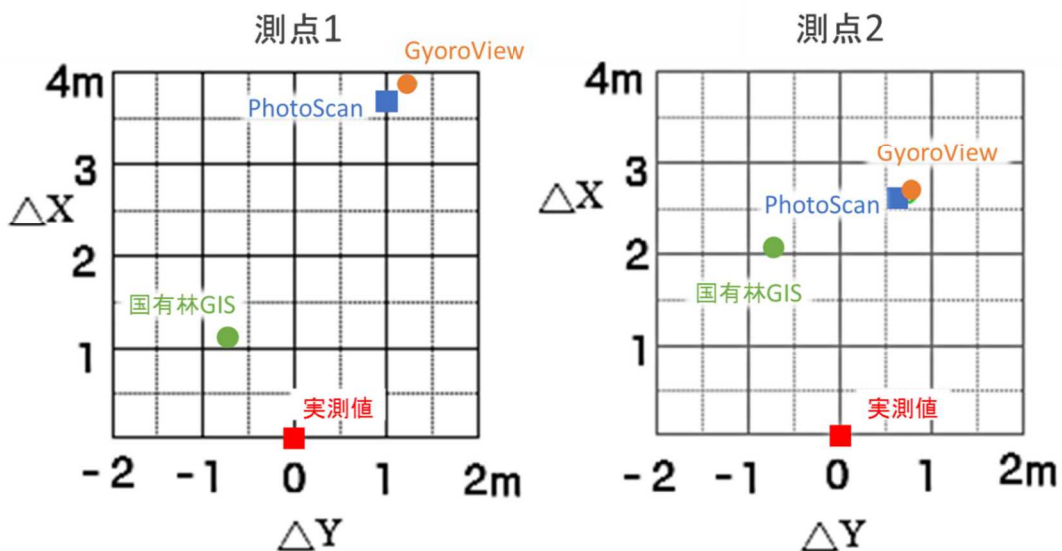 測点1
GyoroView
4m
PhotoScan
3
△X
2
国有林GIS
1
実測値
-2 -1 0 1 2m
△Y
測点2
4m
GyoroView
3
△X
PhotoScan
2
国有林GIS
1
実測値
-2 -1 0 1 2m
△Y